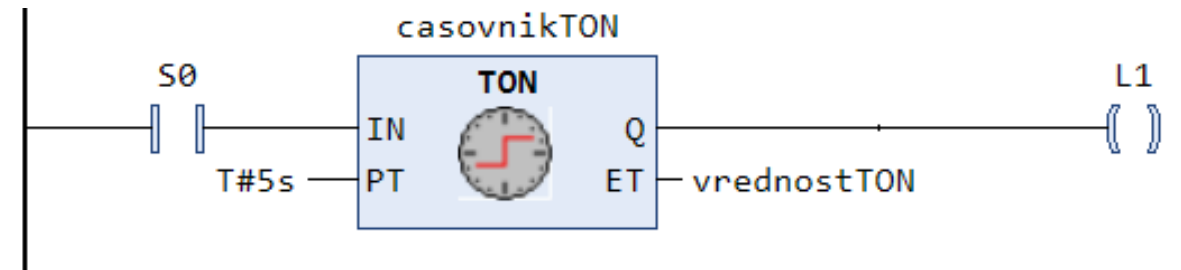 casovnikTON
S0
TON
L1
IN
Q
T#5s
PT
ET
vrednostTON